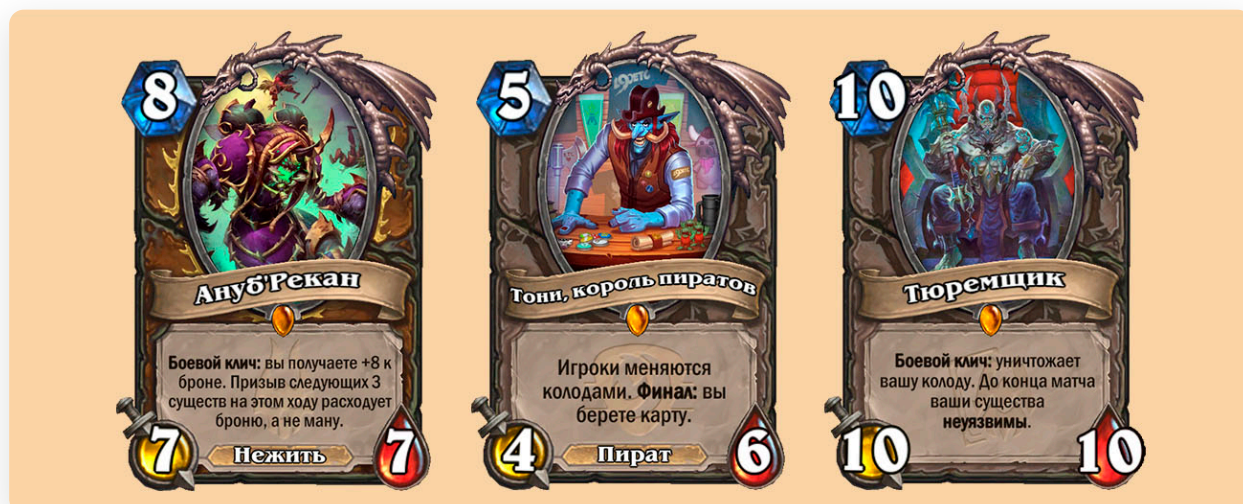 8
Ануб'Рекан
Боевой клич: вы получаете +8 к
броне. Призыв следующих 3
существ на этом ходу расходует
броню, а не ману.
7
Нежить
7
5
Тони, король пиратов
Игроки меняются
колодами. Финал: вы
берете карту.
4
Пират
6
10
Тюремщик
Боевой клич: уничтожает
вашу колоду. До конца матча
ваши существа
неуязвимы.
10
10